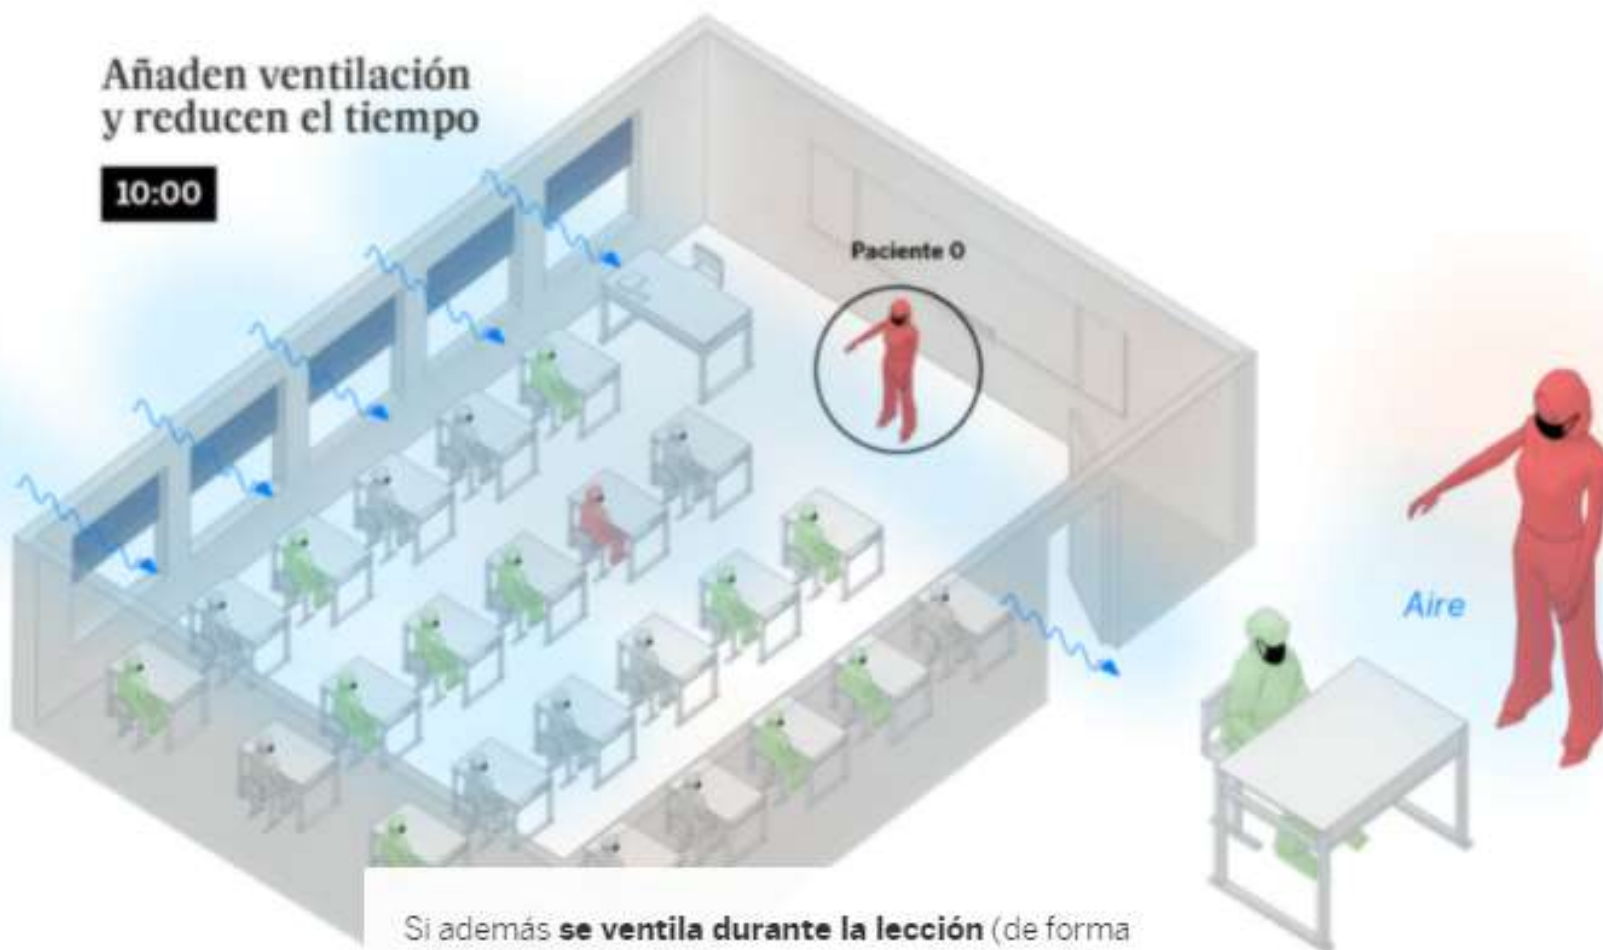 Añaden ventilación
y reducen el tiempo
10:00
Paciente 0
Aire
Si además se ventila durante la lección (de forma